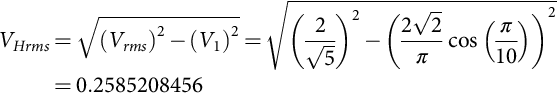 V_{Hrms} = \sqrt{(V_{rms})^2 - (V_1)^2} = \sqrt{\left(\frac{2}{\sqrt{5}}\right)^2 - \left(\frac{2\sqrt{2}}{\pi} \cos\left(\frac{\pi}{10}\right)\right)^2}
= 0.2585208456